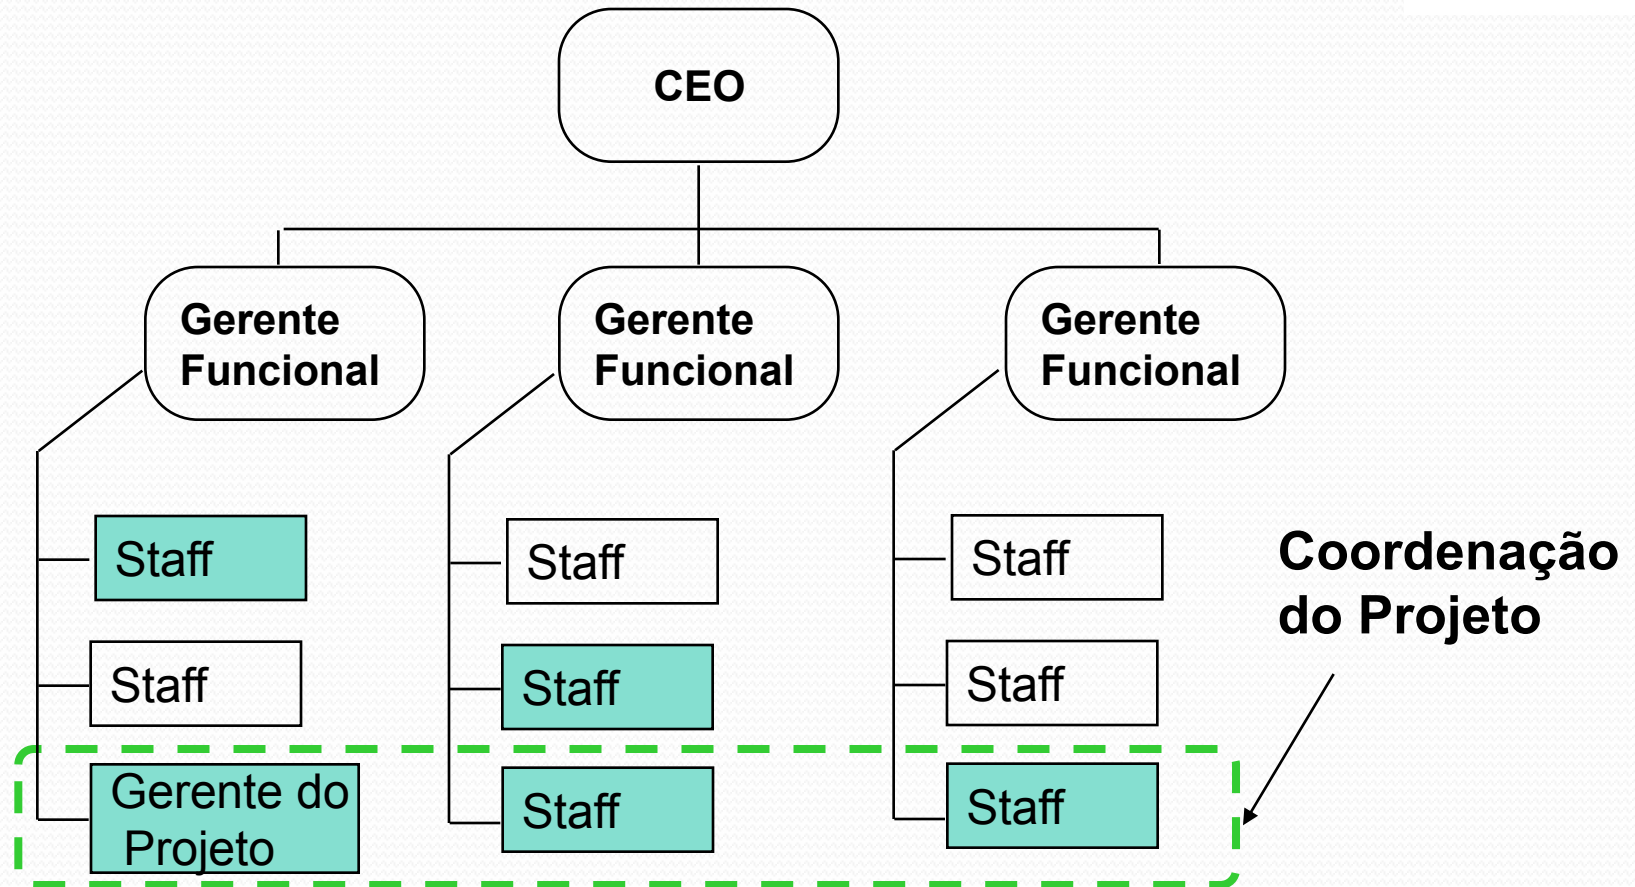 CEO
Gerente
Funcional
Gerente
Funcional
Gerente
Funcional
Staff
Staff
Staff
Staff
Staff
Staff
Gerente do
Projeto
Staff
Staff
Coordenação
do Projeto